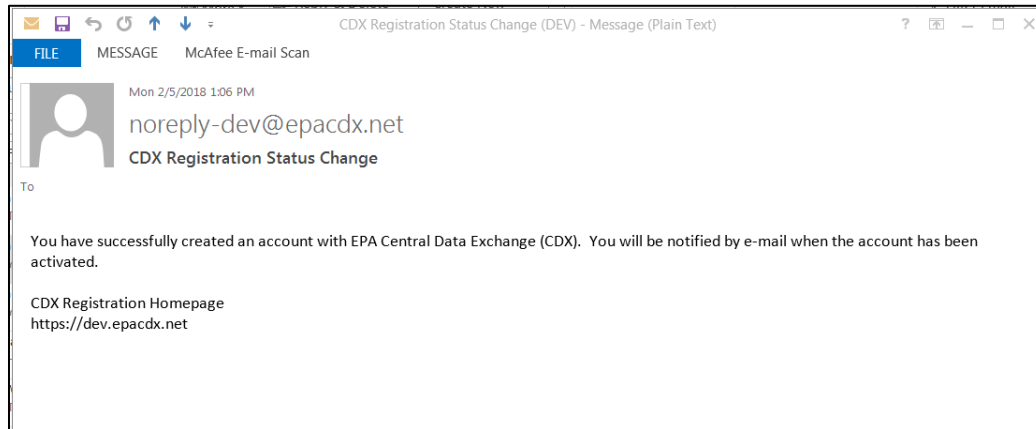 CDX Registration Status Change (DEV) - Message (Plain Text)
?
FILE MESSAGE McAfee E-mail Scan
Mon 2/5/2018 1:06 PM
noreply-dev@epacdx.net
CDX Registration Status Change
To
You have successfully created an account with EPA Central Data Exchange (CDX). You will be notified by e-mail when the account has been
activated.
CDX Registration Homepage
https://dev.epacdx.net